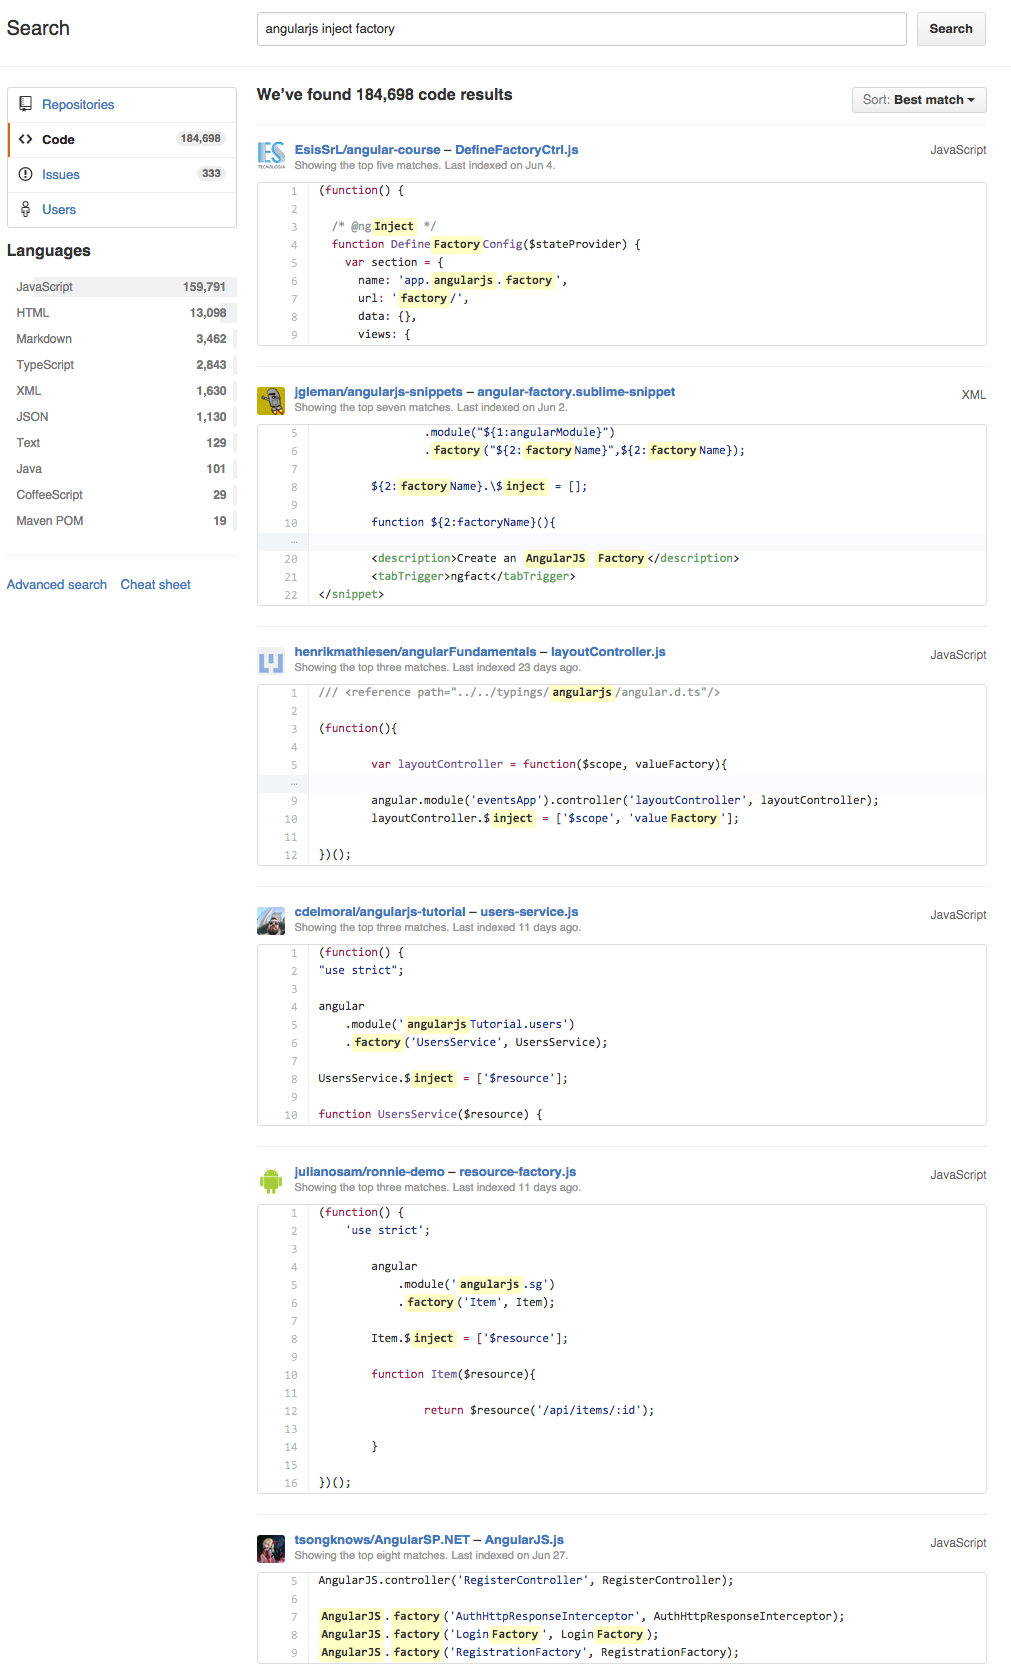 Search
angularjs inject factory
Search
Repositories
Code 184,698
Issues 333
Users
Languages
JavaScript 159,791
HTML 13,098
Markdown 3,462
TypeScript 2,843
XML 1,630
JSON 1,130
Text 129
Java 101
CoffeeScript 29
Maven POM 19
Advanced search Cheat sheet
We've found 184,698 code results
Sort: Best match
IES TECNOLOGIA
EsisSrL/angular-course – DefineFactoryCtrl.js JavaScript
Showing the top five matches. Last indexed on Jun 4.
1 (function() {
2
3 /* @ngInject */
4 function DefineFactoryConfig($stateProvider) {
5 var section = {
6 name: 'app.angularjs.factory',
7 url: 'factory/',
8 data: {},
9 views: {
jgleman/angularjs-snippets – angular-factory.sublime-snippet XML
Showing the top seven matches. Last indexed on Jun 2.
5 .module("${1:angularModule}")
6 .factory("${2:factoryName}",${2:factoryName});
7
8 ${2:factoryName}.\$inject = [];
9
10 function ${2:factoryName}(){
…
20 <description>Create an AngularJS Factory</description>
21 <tabTrigger>ngfact</tabTrigger>
22 </snippet>
henrikmathiesen/angularFundamentals – layoutController.js JavaScript
Showing the top three matches. Last indexed 23 days ago.
1 /// <reference path="../../typings/angularjs/angular.d.ts"/>
2
3 (function(){
4
5 var layoutController = function($scope, valueFactory){
…
9 angular.module('eventsApp').controller('layoutController', layoutController);
10 layoutController.$inject = ['$scope', 'valueFactory'];
11
12 })();
cdelmoral/angularjs-tutorial – users-service.js JavaScript
Showing the top three matches. Last indexed 11 days ago.
1 (function() {
2 "use strict";
3
4 angular
5 .module('angularjsTutorial.users')
6 .factory('UsersService', UsersService);
7
8 UsersService.$inject = ['$resource'];
9
10 function UsersService($resource) {
julianosam/ronnie-demo – resource-factory.js JavaScript
Showing the top three matches. Last indexed 11 days ago.
1 (function() {
2 'use strict';
3
4 angular
5 .module('angularjs.sg')
6 .factory('Item', Item);
7
8 Item.$inject = ['$resource'];
9
10 function Item($resource){
11
12 return $resource('/api/items/:id');
13
14 }
15
16 })();
tsongknows/AngularSP.NET – AngularJS.js JavaScript
Showing the top eight matches. Last indexed on Jun 27.
5 AngularJS.controller('RegisterController', RegisterController);
6
7 AngularJS.factory('AuthHttpResponseInterceptor', AuthHttpResponseInterceptor);
8 AngularJS.factory('LoginFactory', LoginFactory);
9 AngularJS.factory('RegistrationFactory', RegistrationFactory);